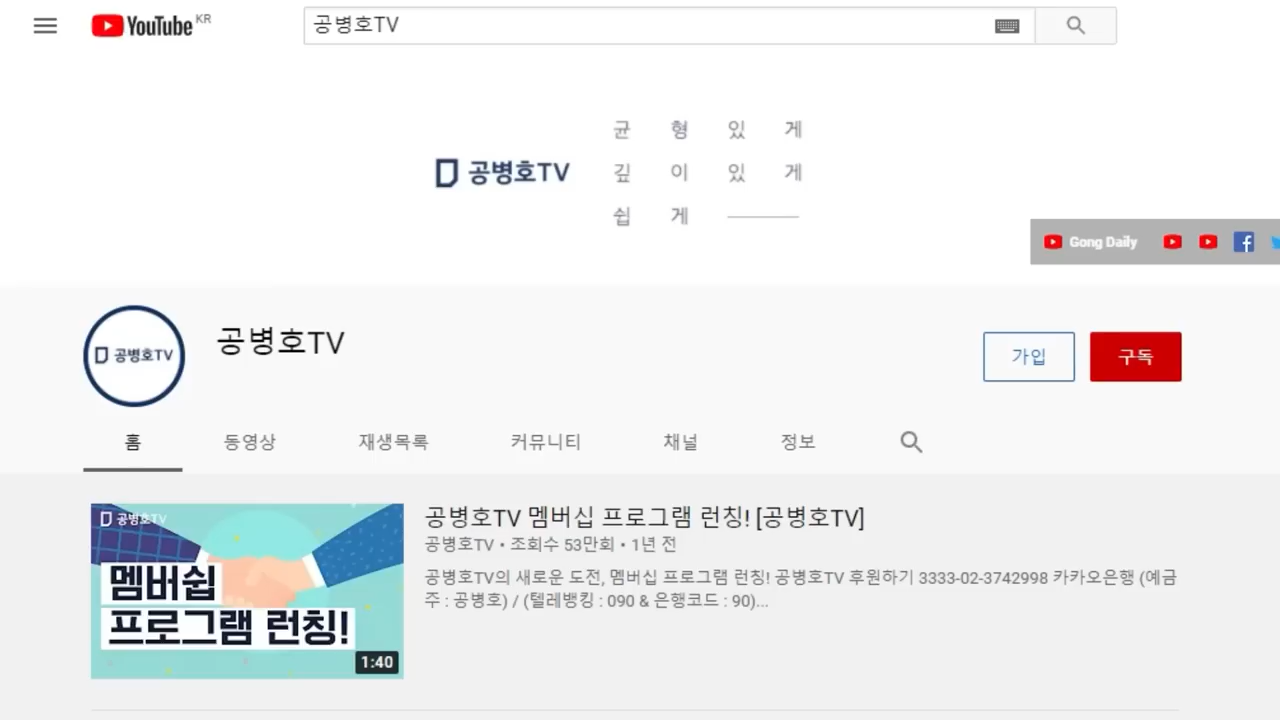 YouTube KR
공병호TV
공병호TV
균 형 있 게
깊 이 있 게
쉽 게
Gong Daily
공병호TV
공병호TV
가입
구독
홈
동영상
재생목록
커뮤니티
채널
정보
공병호TV
멤버쉽
프로그램 런칭!
1:40
공병호TV 멤버십 프로그램 런칭! [공병호TV]
공병호TV • 조회수 53만회 • 1년 전
공병호TV의 새로운 도전, 멤버십 프로그램 런칭! 공병호TV 후원하기 3333-02-3742998 카카오은행 (예금
주 : 공병호) / (텔레뱅킹 : 090 & 은행코드 : 90)...